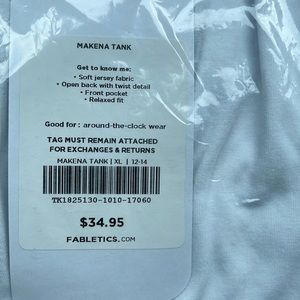 MAKENA TANK
Get to know me:
• Soft jersey fabric
• Open back with twist detail
• Front pocket
• Relaxed fit
Good for : around-the-clock wear
TAG MUST REMAIN ATTACHED
FOR EXCHANGES & RETURNS
MAKENA TANK | XL | 12-14
TK1825130-1010-17060
$34.95
FABLETICS.COM